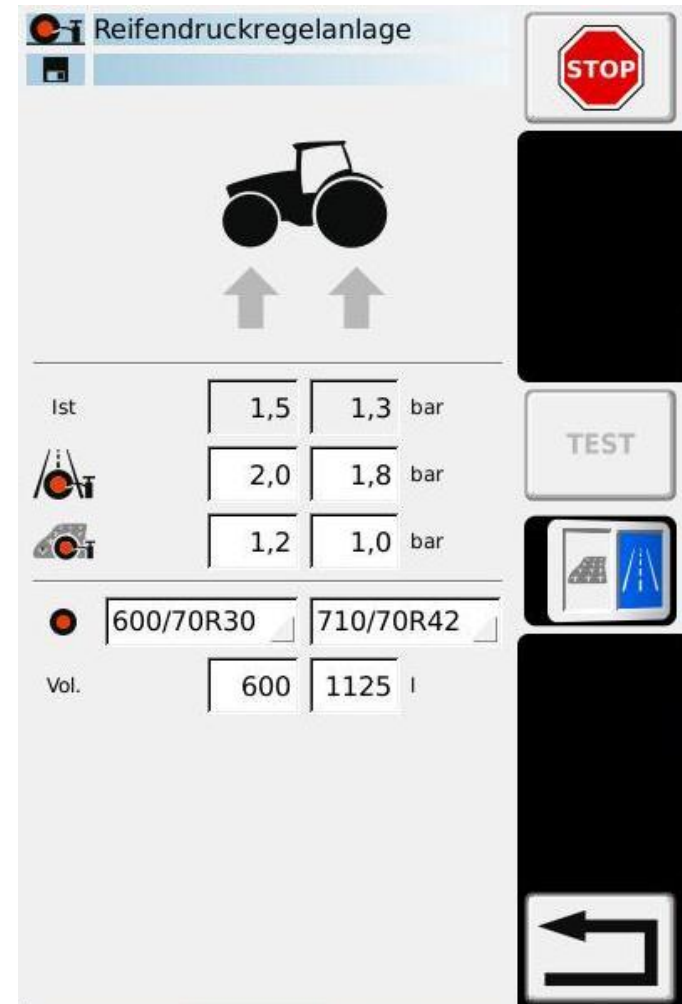 Reifendruckregelanlage
STOP
Ist 1,5 1,3 bar
TEST
2,0 1,8 bar
1,2 1,0 bar
600/70R30 710/70R42
Vol. 600 1125 l